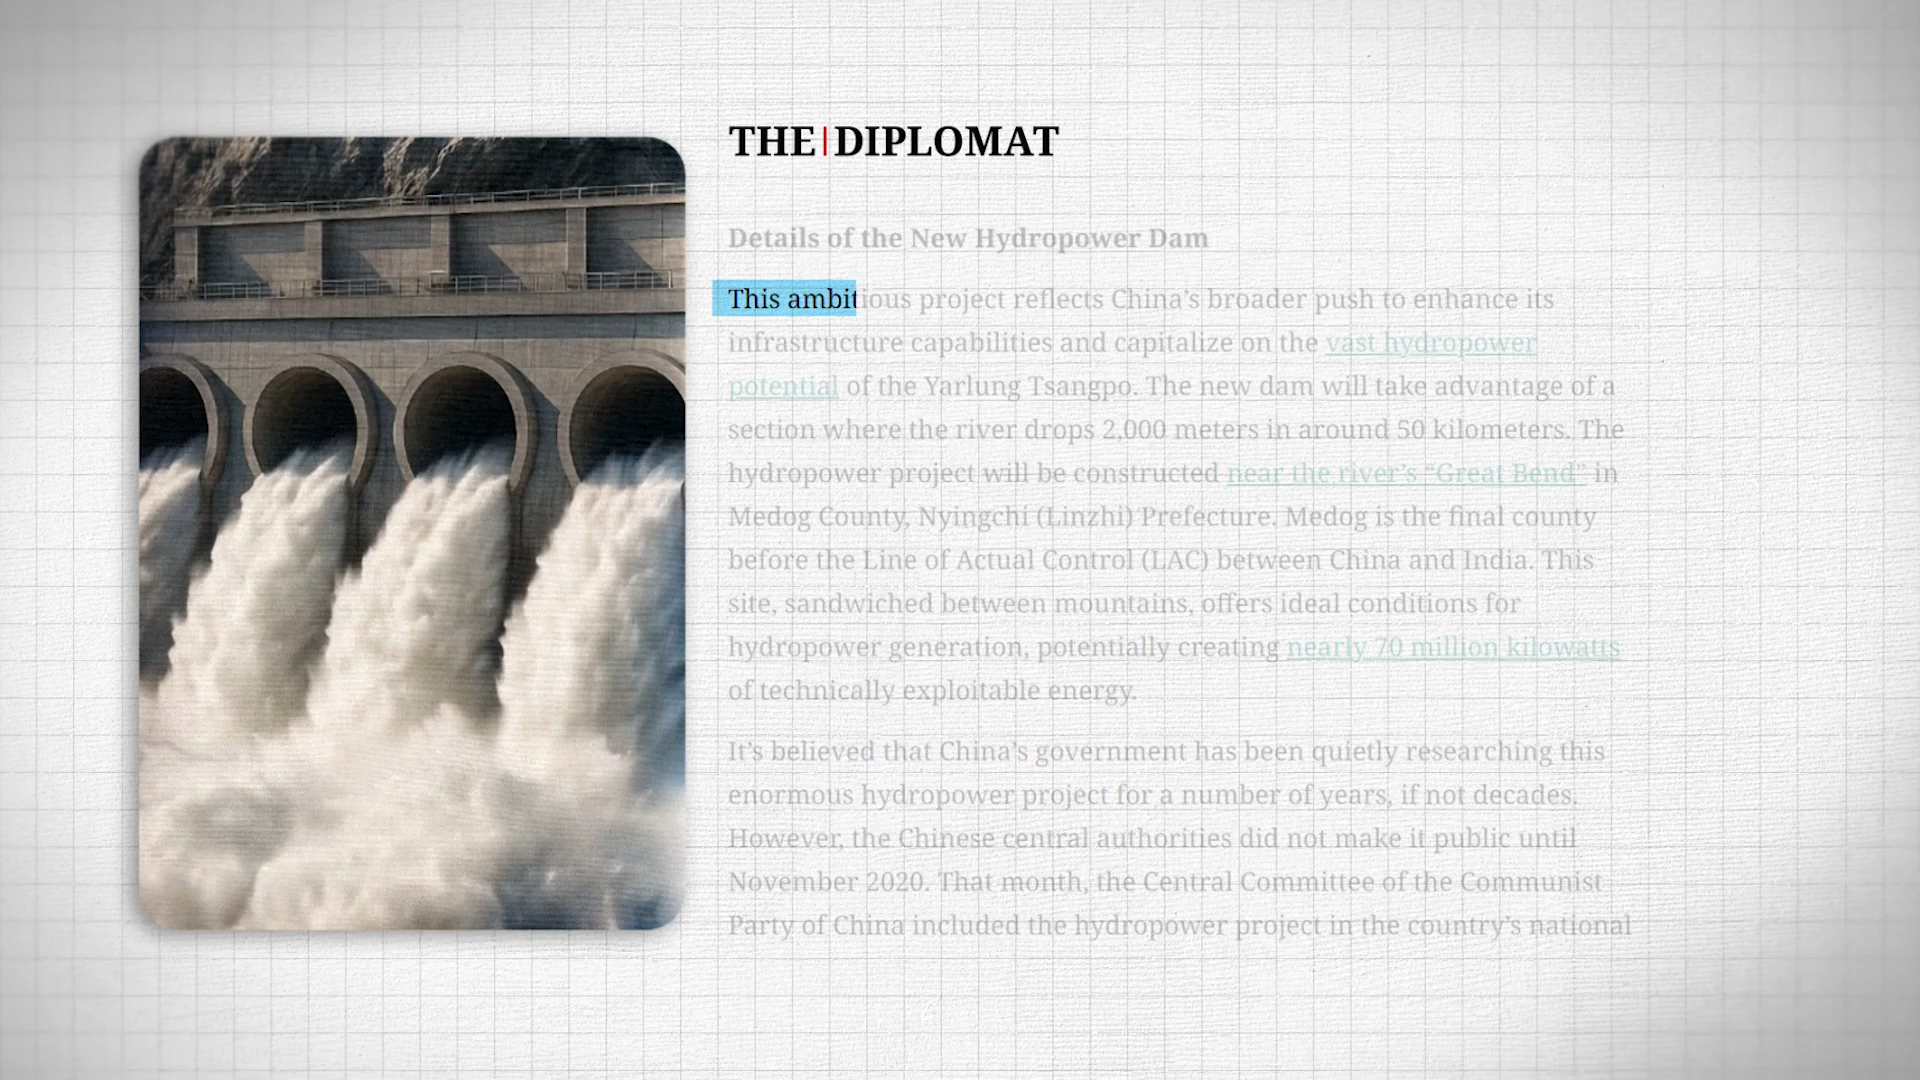 THE|DIPLOMAT
Details of the New Hydropower Dam
This ambitious project reflects China’s broader push to enhance its
infrastructure capabilities and capitalize on the vast hydropower
potential of the Yarlung Tsangpo. The new dam will take advantage of a
section where the river drops 2,000 meters in around 50 kilometers. The
hydropower project will be constructed near the river’s “Great Bend” in
Medog County, Nyingchi (Linzhi) Prefecture. Medog is the final county
before the Line of Actual Control (LAC) between China and India. This
site, sandwiched between mountains, offers ideal conditions for
hydropower generation, potentially creating nearly 70 million kilowatts
of technically exploitable energy.
It’s believed that China’s government has been quietly researching this
enormous hydropower project for a number of years, if not decades.
However, the Chinese central authorities did not make it public until
November 2020. That month, the Central Committee of the Communist
Party of China included the hydropower project in the country’s national